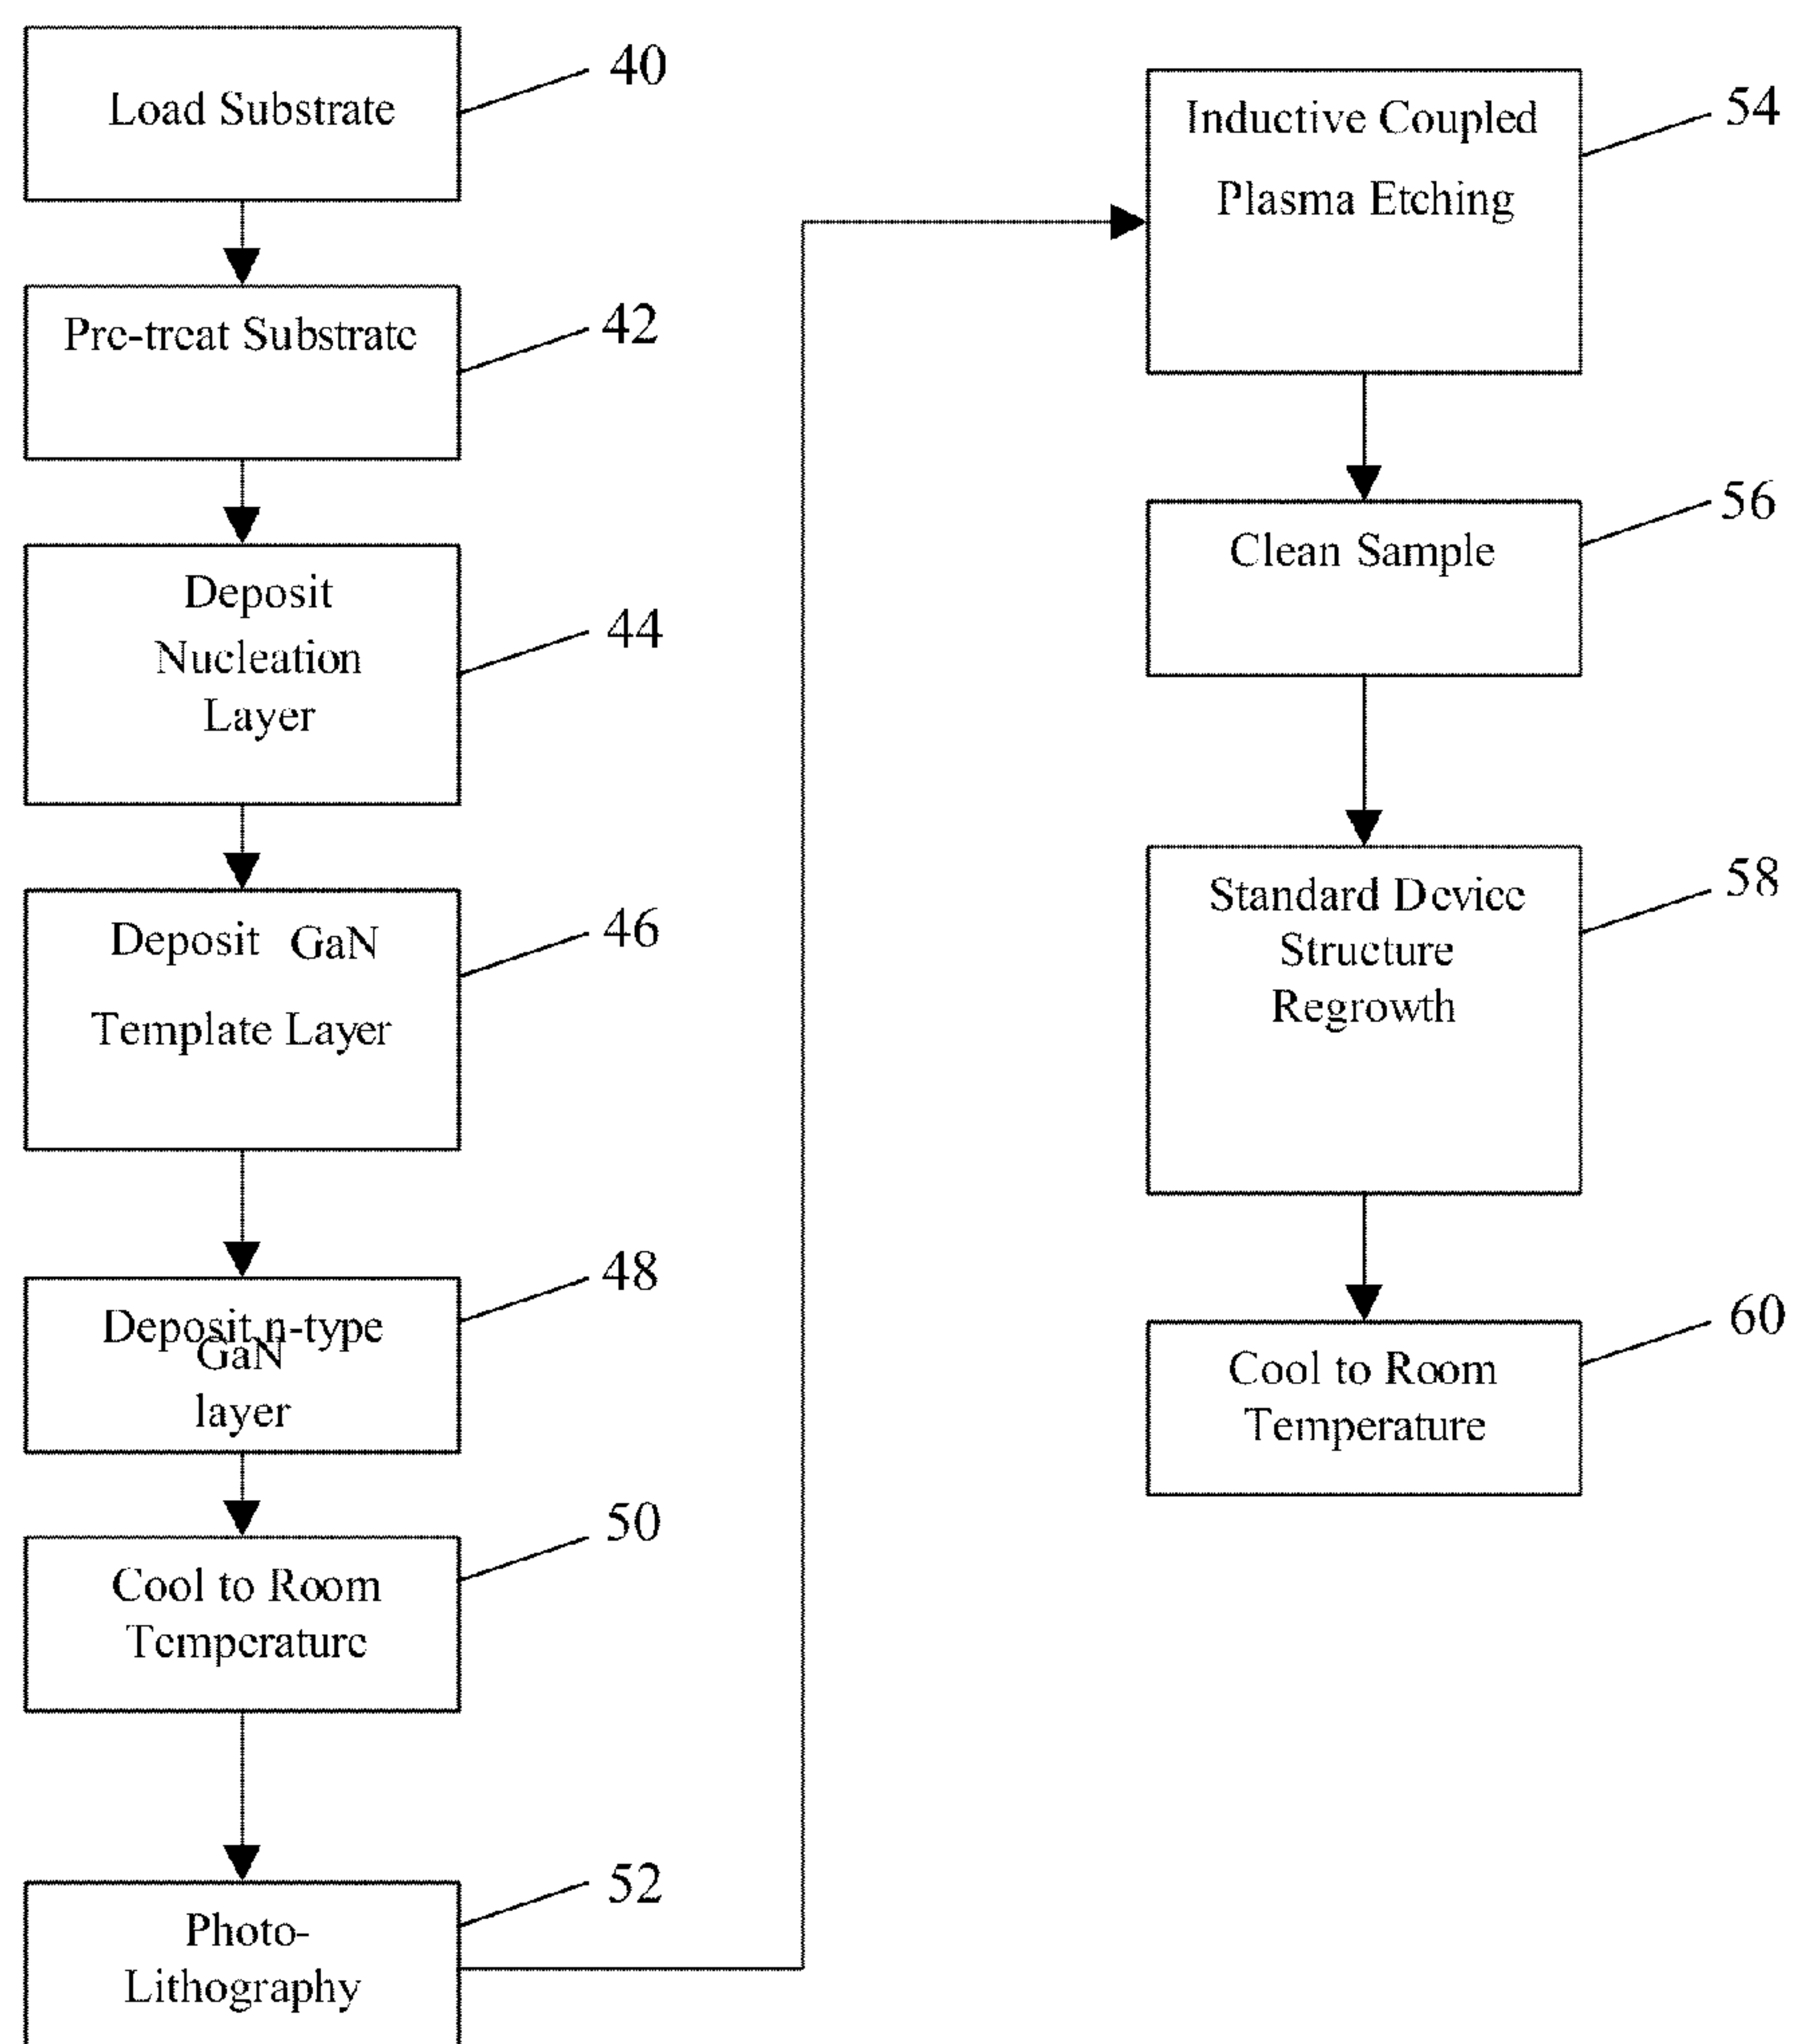 Load Substrate
40
Pre-treat Substrate
42
Deposit
Nucleation
Layer
44
Deposit GaN
Template Layer
46
Deposit n-type
GaN
layer
48
Cool to Room
Temperature
50
Photo-
Lithography
52
Inductive Coupled
Plasma Etching
54
Clean Sample
56
Standard Device
Structure
Regrowth
58
Cool to Room
Temperature
60